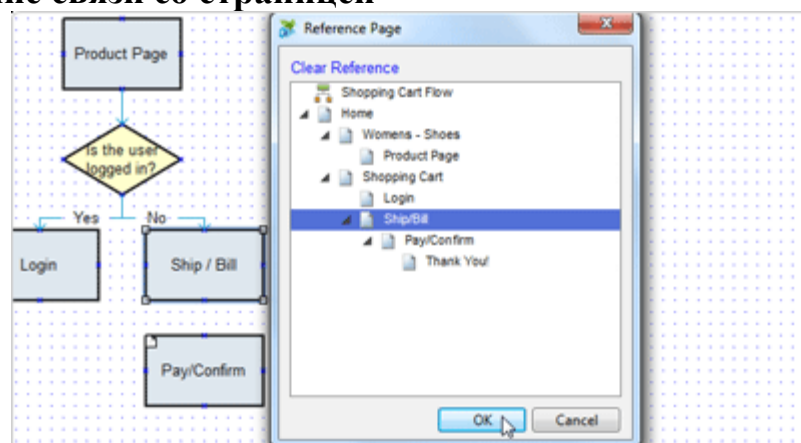 ние связи со страницей
Product Page
Is the user
logged in?
Yes
No
Login
Ship / Bill
Pay/Confirm
Reference Page
Clear Reference
Shopping Cart Flow
Home
Womens - Shoes
Product Page
Shopping Cart
Login
Ship/Bill
Pay/Confirm
Thank You!
OK
Cancel